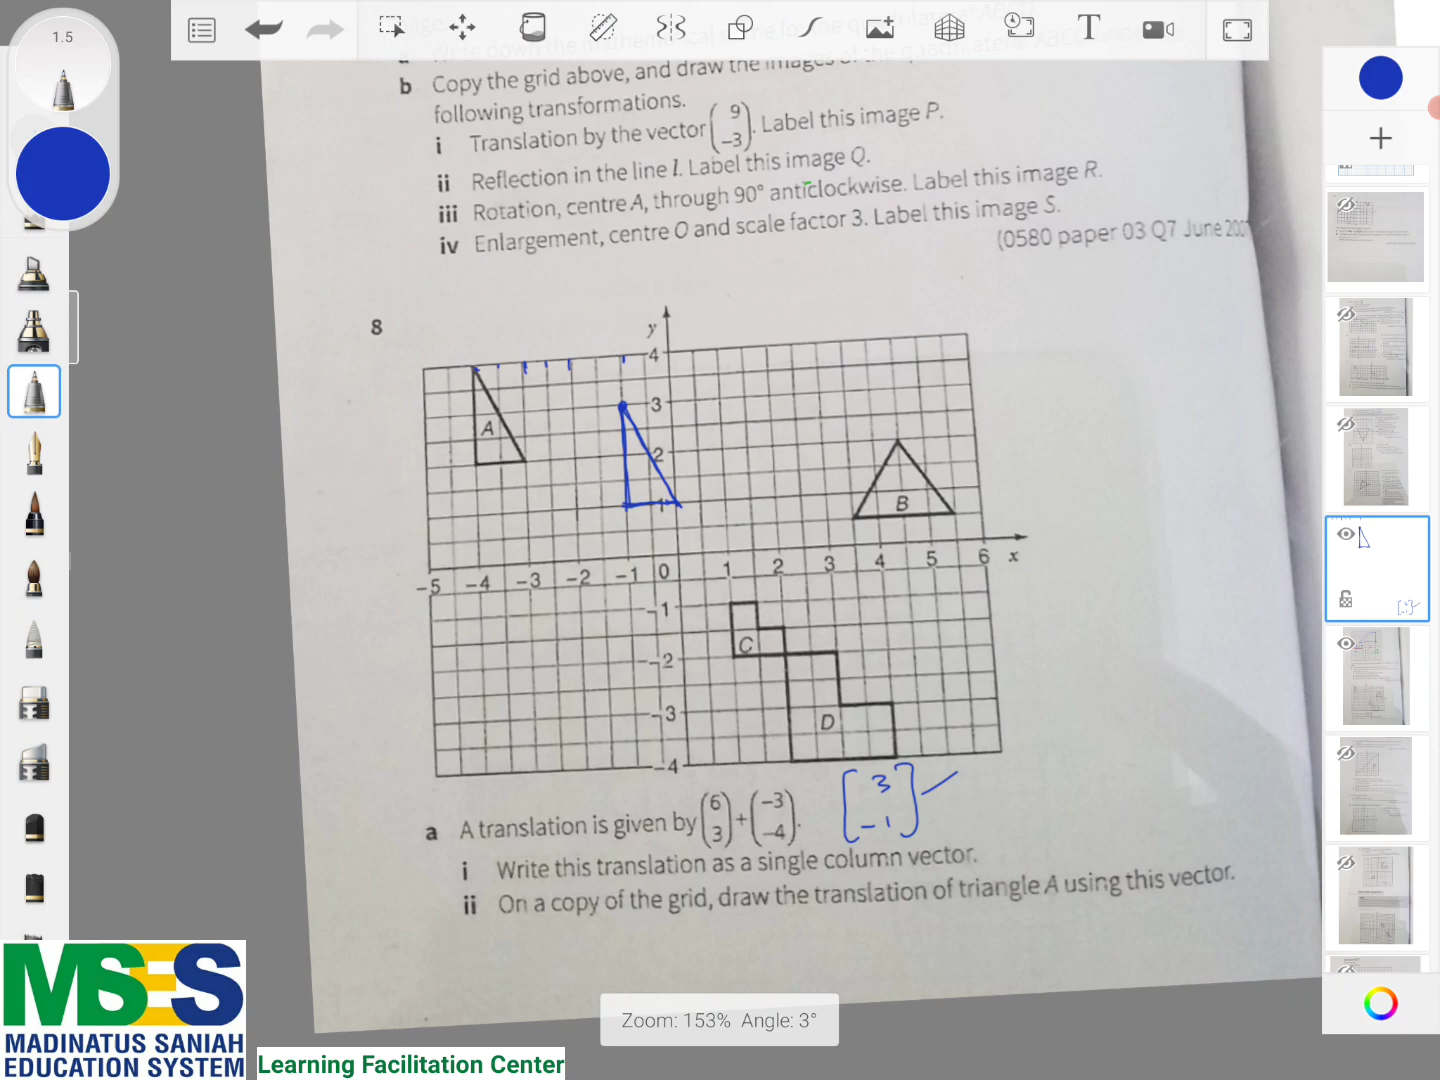 1.5
b Copy the grid above, and draw the images of the
following transformations.
i Translation by the vector (9 −3). Label this image P.
ii Reflection in the line l. Label this image Q.
iii Rotation, centre A, through 90° anticlockwise. Label this image R.
iv Enlargement, centre O and scale factor 3. Label this image S.
(0580 paper 03 Q7 June 200
8
y
4
3
2
1
A
B
−5 −4 −3 −2 −1 0 1 2 3 4 5 6 x
−1
−2
−3
−4
C
D
a A translation is given by (6 3) + (−3 −4). [3 −1]
i Write this translation as a single column vector.
ii On a copy of the grid, draw the translation of triangle A using this vector.
Zoom: 153% Angle: 3°
MSES
MADINATUS SANIAH
EDUCATION SYSTEM
Learning Facilitation Center